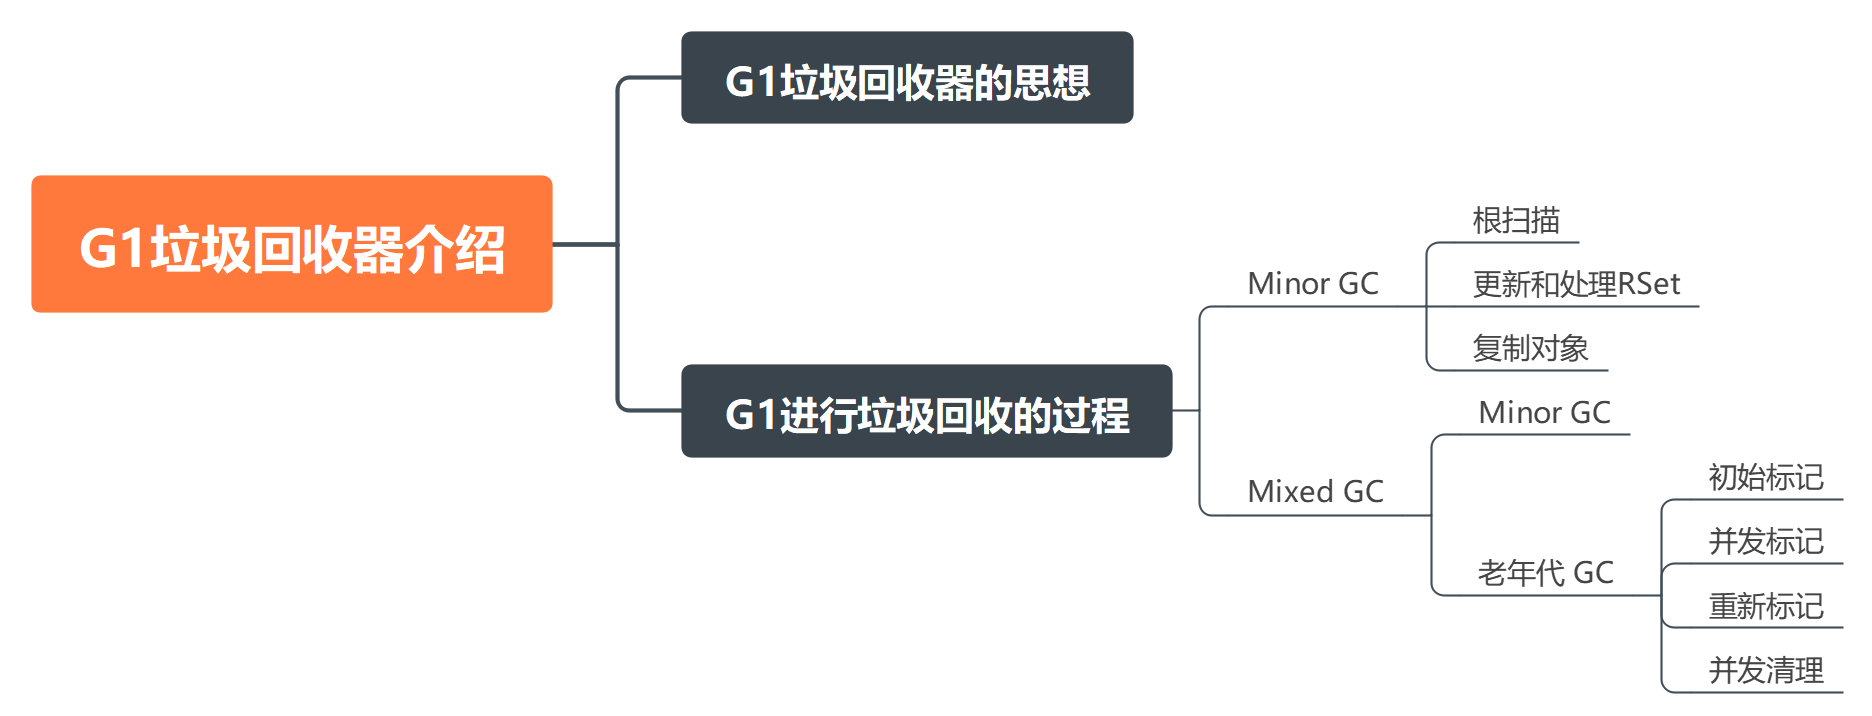 G1垃圾回收器介绍
G1垃圾回收器的思想
G1进行垃圾回收的过程
Minor GC
根扫描
更新和处理RSet
复制对象
Mixed GC
Minor GC
老年代 GC
初始标记
并发标记
重新标记
并发清理